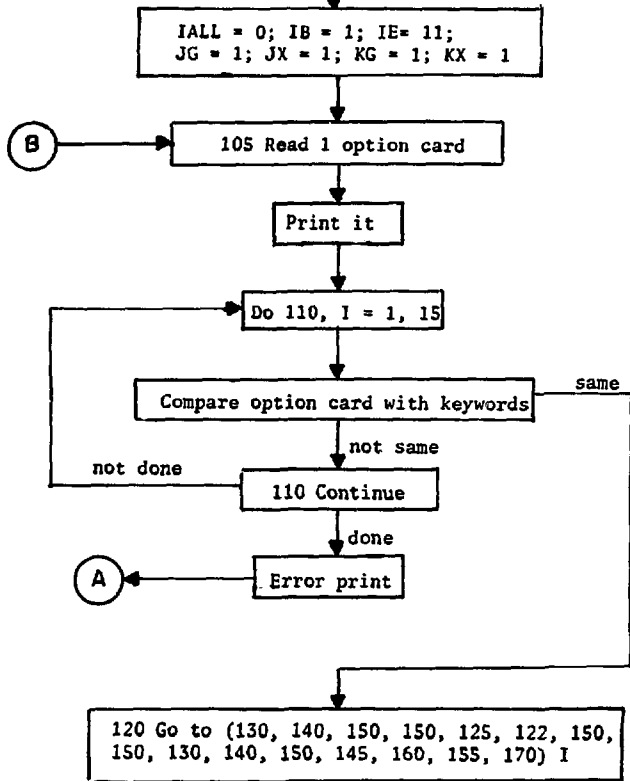 IALL = 0; IB = 1; IE= 11;
JG = 1; JX = 1; KG = 1; KX = 1
B
105 Read 1 option card
Print it
Do 110, I = 1, 15
Compare option card with keywords
same
not same
not done
110 Continue
done
A
Error print
120 Go to (130, 140, 150, 150, 125, 122, 150,
150, 130, 140, 150, 145, 160, 155, 170) I